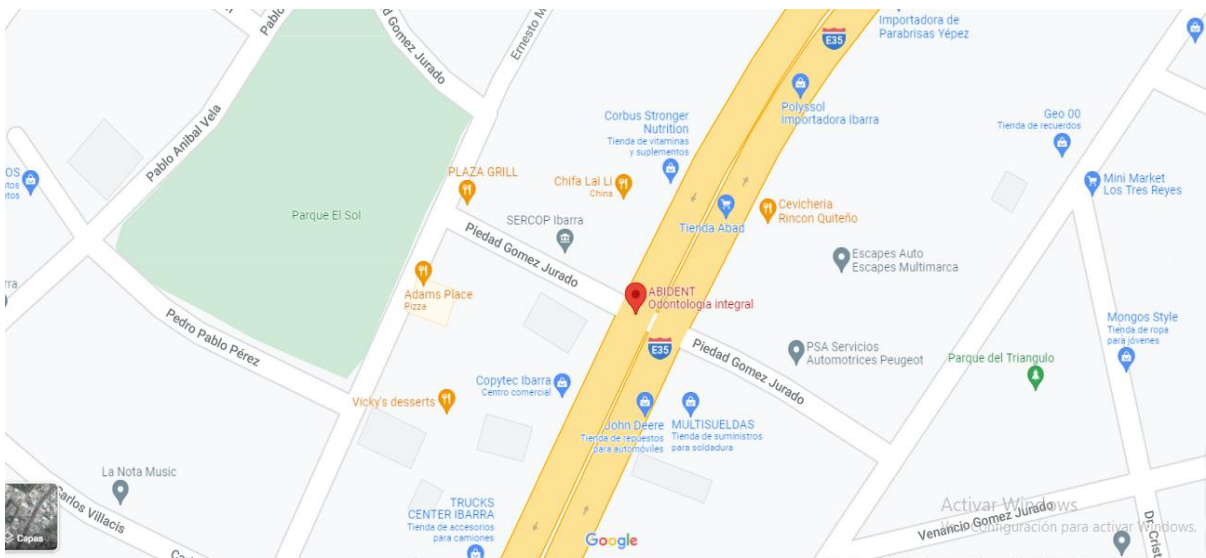 Importadora de
Parabrisas Yépez
E35
Ernesto M
Pablo
ad Gomez Jurado
Pablo Anibal Vela
Polyssol
Importadora Ibarra
Corbus Stronger
Nutrition
Tienda de vitaminas
y suplementos
Geo 00
Tienda de recuerdos
OS
PLAZA GRILL
Chifa Lai Li
China
Mini Market
Los Tres Reyes
Parque El Sol
SERCOP Ibarra
Tienda Abad
Cevicheria
Rincon Quiteño
Piedad Gomez Jurado
Escapes Auto
Escapes Multimarca
Adams Place
Pizza
ABIDENT
Odontología integral
Pedro Pablo Pérez
E35
Piedad Gomez Jurado
PSA Servicios
Automotrices Peugeot
Mongos Style
Tienda de ropa
para jóvenes
Parque del Triangulo
Copytec Ibarra
Centro comercial
Vicky's desserts
John Deere
Tienda de repuestos
para automóviles
MULTISUELDAS
Tienda de suministros
para soldadura
La Nota Music
Carlos Villacis
TRUCKS
CENTER IBARRA
Tienda de accesorios
para camiones
Capas
Google
Venancio Gomez Jurado
Dr. Crist
Activar Windows
configuración para activar Windows.